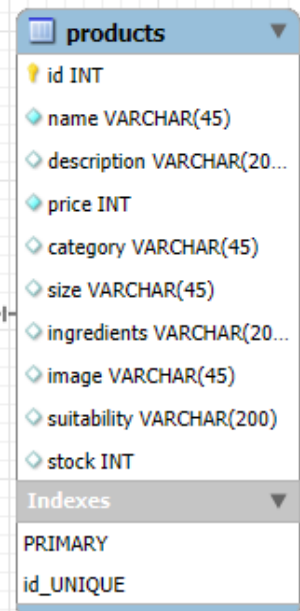 products
id INT
name VARCHAR(45)
description VARCHAR(20...
price INT
category VARCHAR(45)
size VARCHAR(45)
ingredients VARCHAR(20...
image VARCHAR(45)
suitability VARCHAR(200)
stock INT
Indexes
PRIMARY
id_UNIQUE